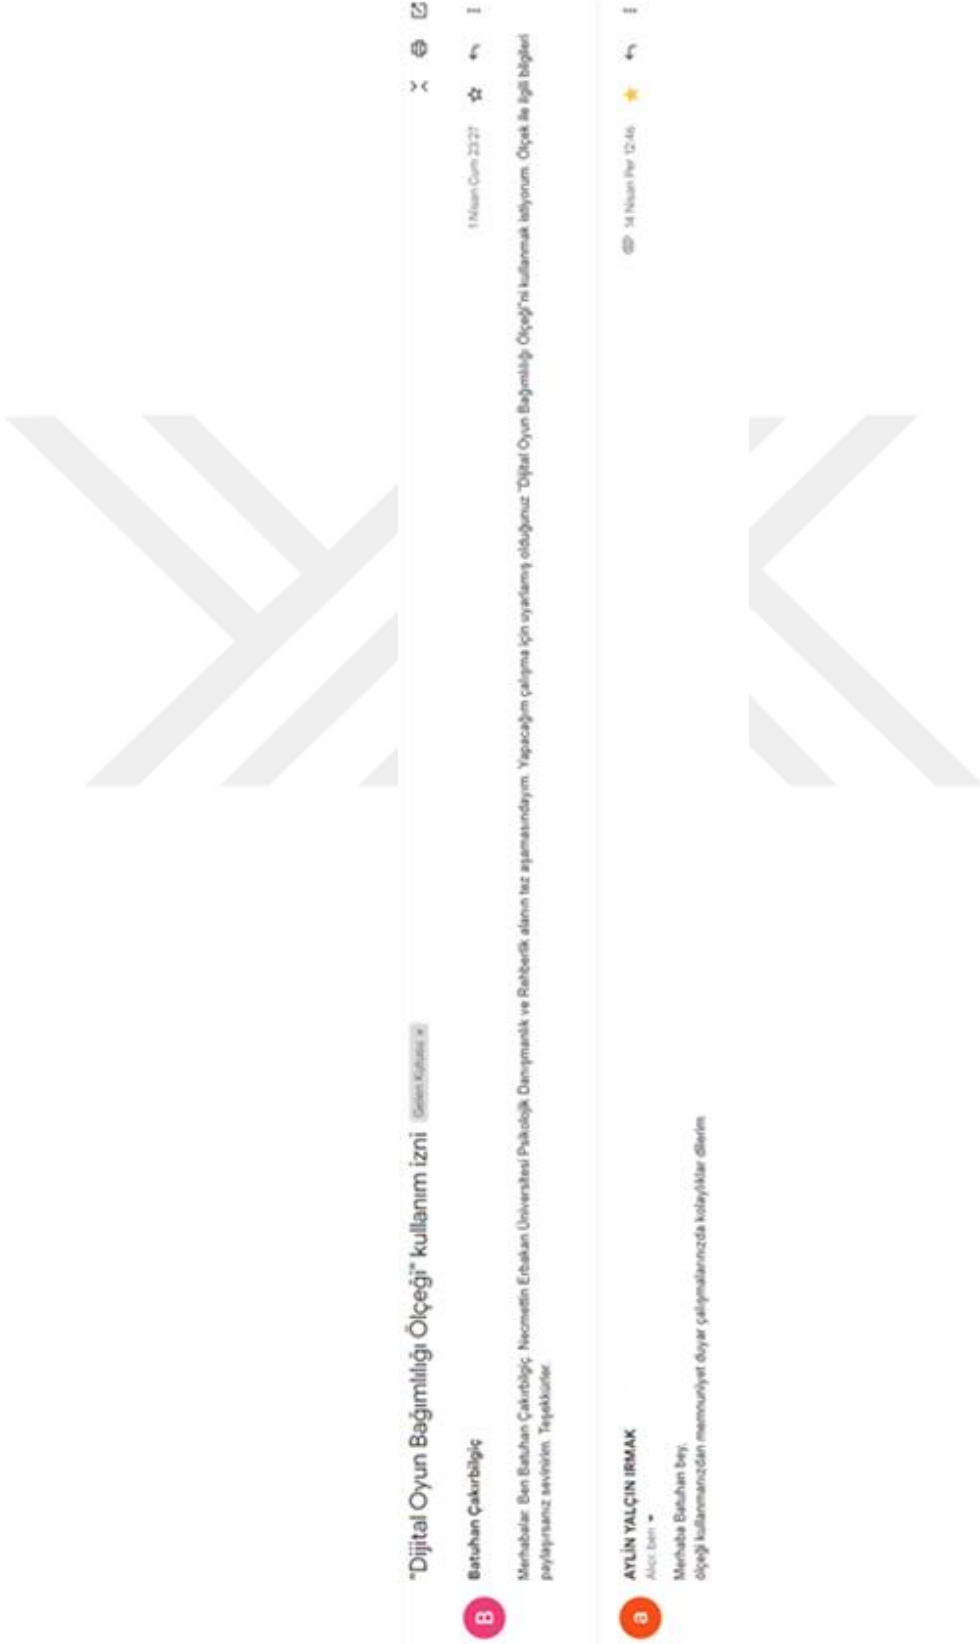 "Dijital Oyun Bağımlılığı Ölçeği" kullanım izni Gelen Kutusu x
Batuhan Çakırbilgiç
1 Nisan Cum 23:27
Merhabalar. Ben Batuhan Çakırbilgiç. Necmettin Erbakan Üniversitesi Psikolojik Danışmanlık ve Rehberlik alanın tez aşamasındayım. Yapacağım çalışma için uyarlamış olduğunuz "Dijital Oyun Bağımlılığı Ölçeği"ni kullanmak istiyorum. Ölçek ile ilgili bilgileri
paylaşırsanız sevinirim. Teşekkürler.
B
AYLİN YALÇIN IRMAK
14 Nisan Per 12:46
Alıcı: ben
a
Merhaba Batuhan bey,
ölçeği kullanmanızdan memnuniyet duyar çalışmalarınızda kolaylıklar dilerim